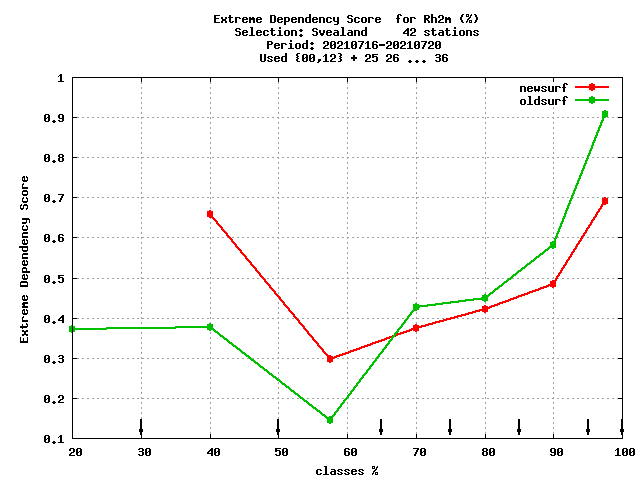 Extreme Dependency Score  for Rh2m (%)
Selection: Svealand     42 stations
Period: 20210716-20210720
Used {00,12} + 25 26 ... 36
newsurf
oldsurf
Extreme Dependency Score
1
0.9
0.8
0.7
0.6
0.5
0.4
0.3
0.2
0.1
20 30 40 50 60 70 80 90 100
classes %